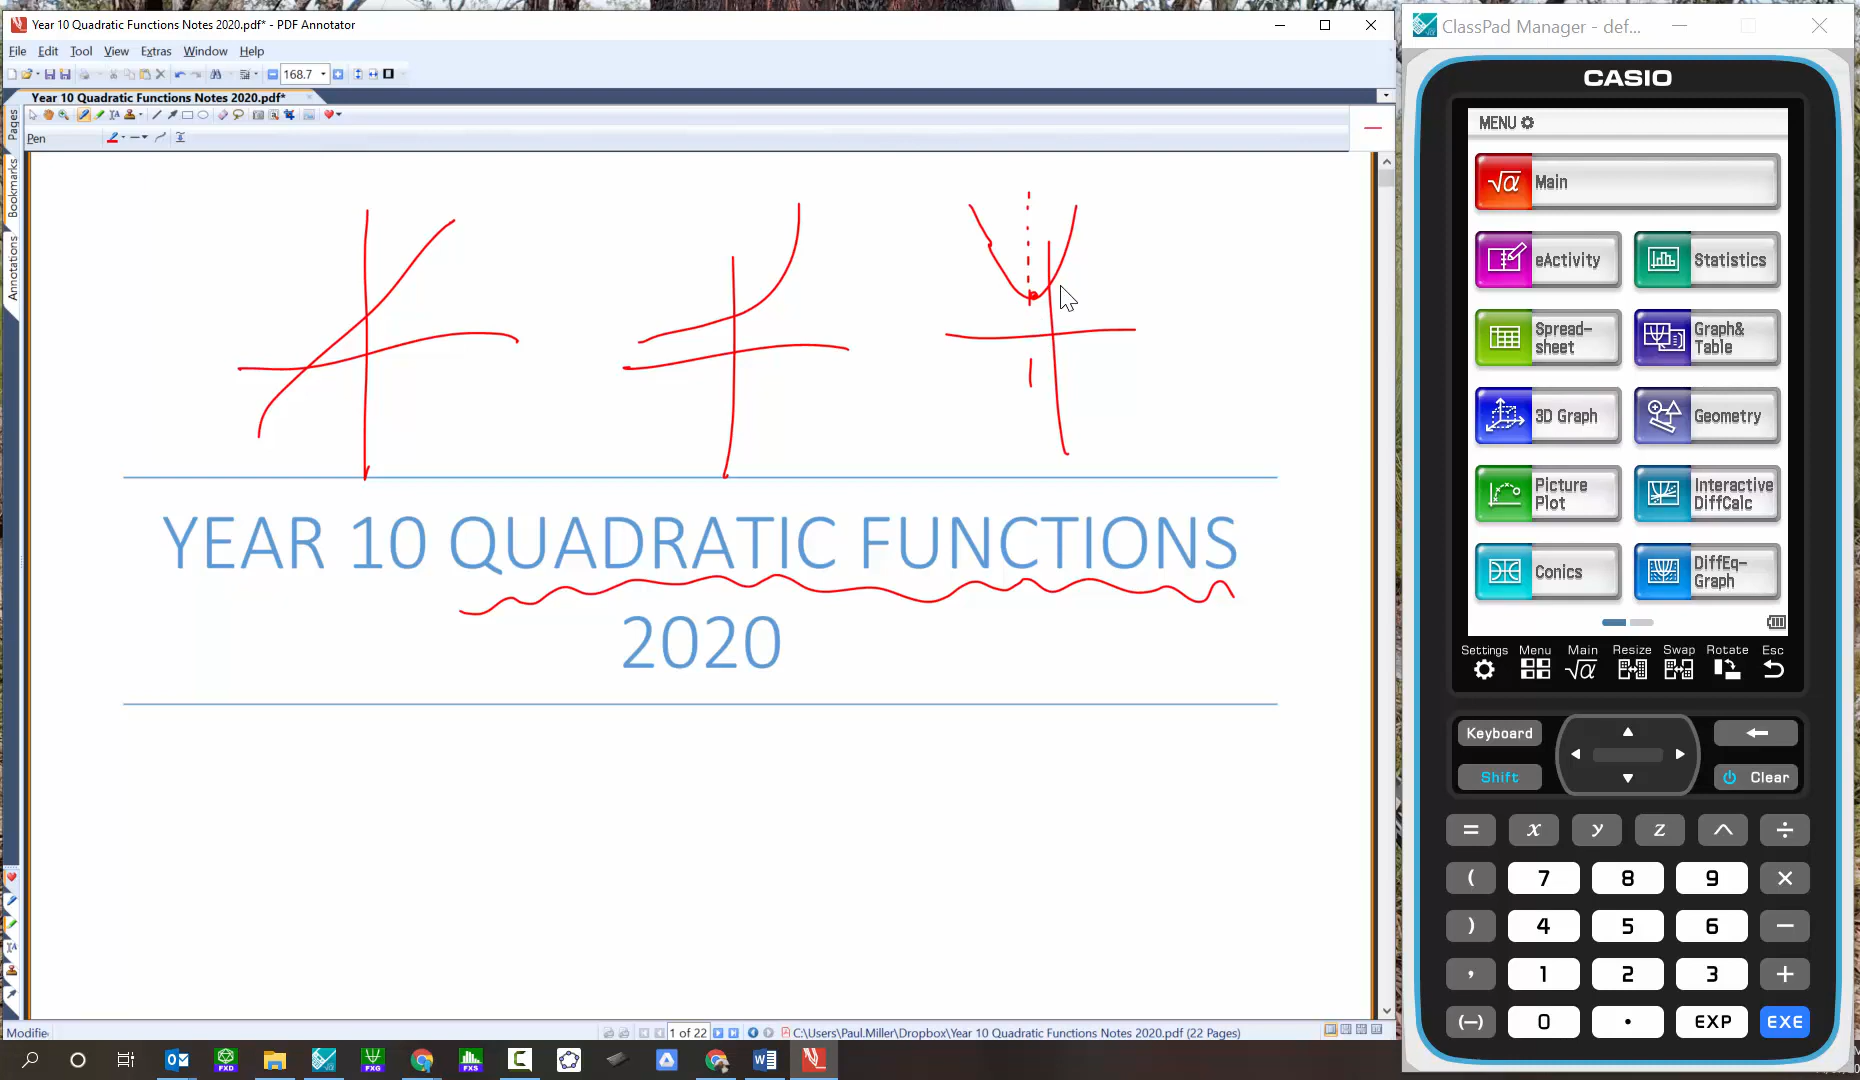 Year 10 Quadratic Functions Notes 2020.pdf* - PDF Annotator
File Edit Tool View Extras Window Help
168.7
Year 10 Quadratic Functions Notes 2020.pdf*
Pen
Pages
Bookmarks
Annotations
YEAR 10 QUADRATIC FUNCTIONS
2020
Modifie
1 of 22
C:\Users\Paul.Miller\Dropbox\Year 10 Quadratic Functions Notes 2020.pdf (22 Pages)
FXD
FXG
FXS
ClassPad Manager - def...
CASIO
MENU
√α Main
eActivity
Statistics
Spread-
sheet
Graph&
Table
3D Graph
Geometry
Picture
Plot
Interactive
DiffCalc
Conics
DiffEq-
Graph
Settings Menu Main Resize Swap Rotate Esc
√α
Keyboard
Shift
Clear
= x y z ^ ÷
( 7 8 9 ×
) 4 5 6 −
, 1 2 3 +
(−) 0 • EXP EXE